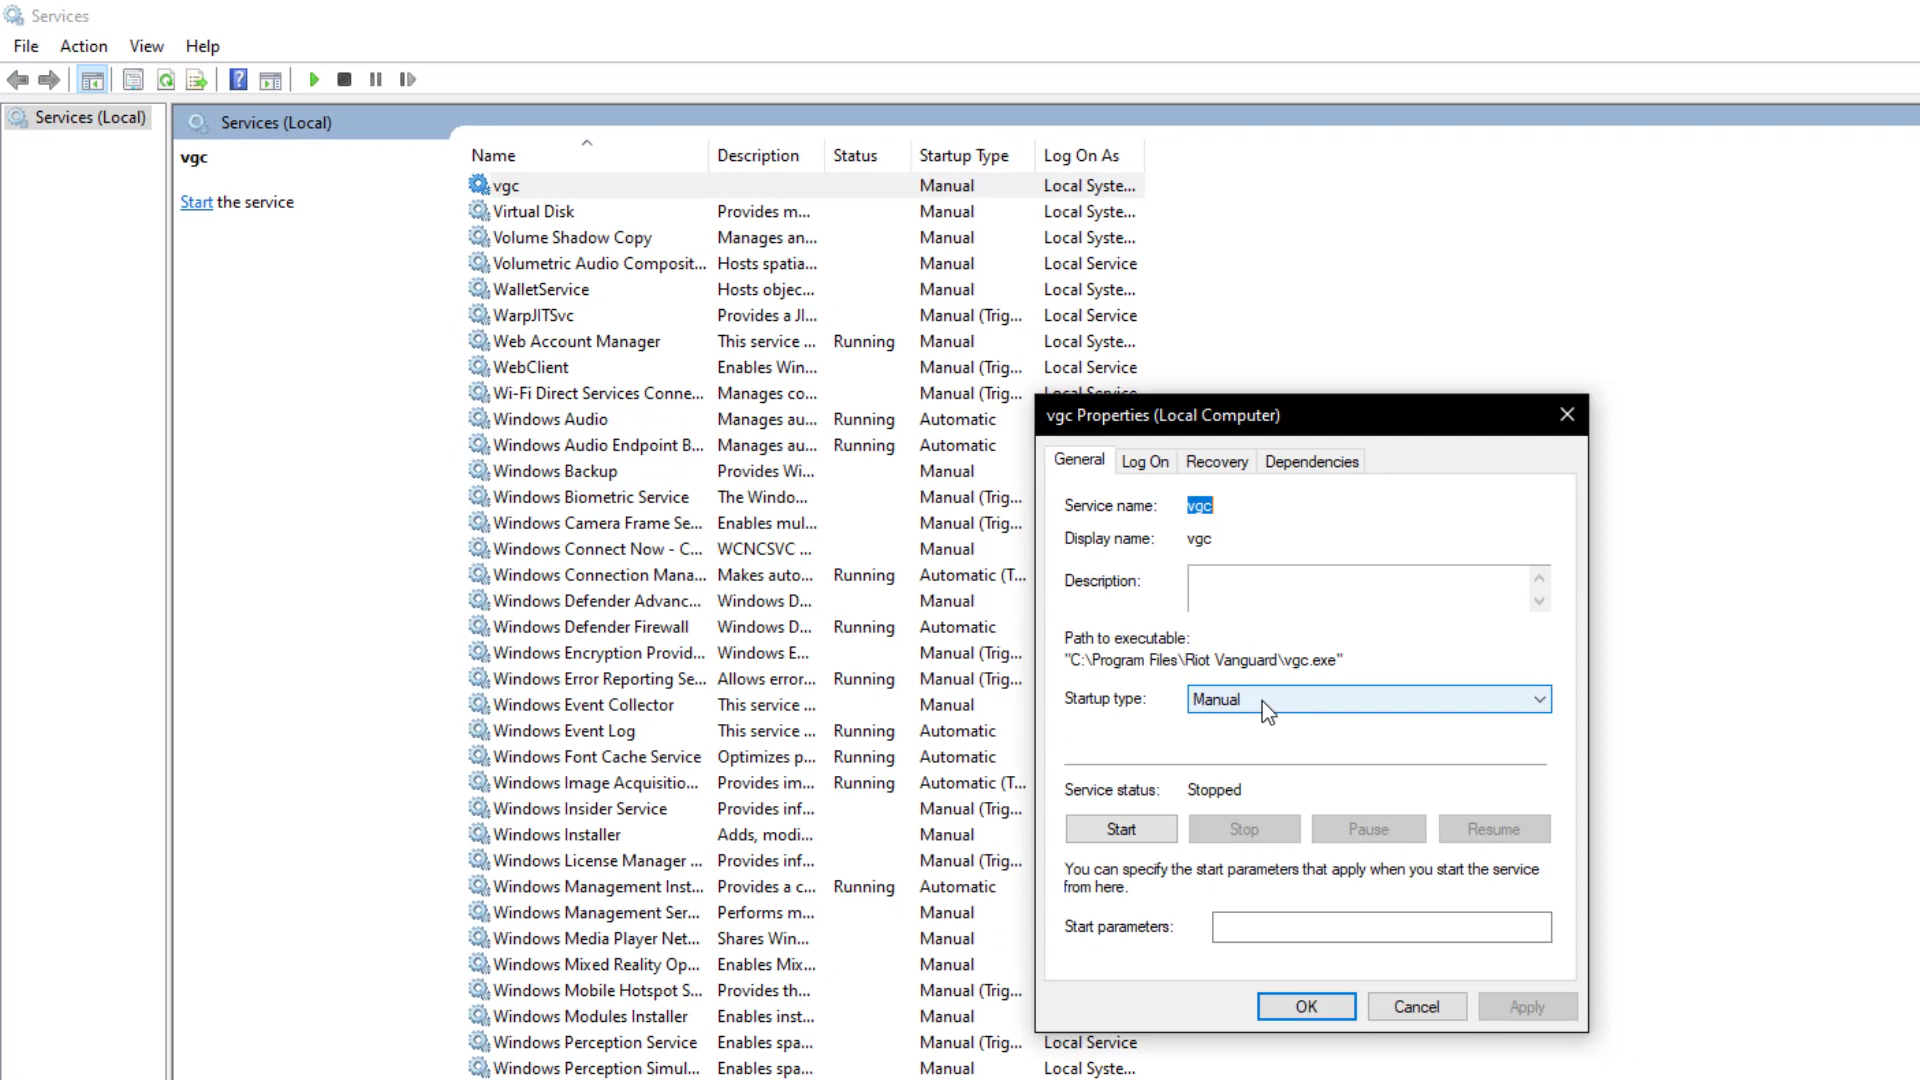 Services
File Action View Help
Services (Local)
Services (Local)
vgc
Start the service
Name Description Status Startup Type Log On As
vgc Manual Local Syste...
Virtual Disk Provides m... Manual Local Syste...
Volume Shadow Copy Manages an... Manual Local Syste...
Volumetric Audio Composit... Hosts spatia... Manual Local Service
WalletService Hosts objec... Manual Local Syste...
WarpJITSvc Provides a JI... Manual (Trig... Local Service
Web Account Manager This service ... Running Manual Local Syste...
WebClient Enables Win... Manual (Trig... Local Service
Wi-Fi Direct Services Conne... Manages co... Manual (Trig... Local Service
Windows Audio Manages au... Running Automatic
Windows Audio Endpoint B... Manages au... Running Automatic
Windows Backup Provides Wi... Manual
Windows Biometric Service The Windo... Manual (Trig...
Windows Camera Frame Se... Enables mul... Manual (Trig...
Windows Connect Now - C... WCNCSVC ... Manual
Windows Connection Mana... Makes auto... Running Automatic (T...
Windows Defender Advanc... Windows D... Manual
Windows Defender Firewall Windows D... Running Automatic
Windows Encryption Provid... Windows E... Manual (Trig...
Windows Error Reporting Se... Allows error... Running Manual (Trig...
Windows Event Collector This service ... Manual
Windows Event Log This service ... Running Automatic
Windows Font Cache Service Optimizes p... Running Automatic
Windows Image Acquisitio... Provides im... Running Automatic (T...
Windows Insider Service Provides inf... Manual (Trig...
Windows Installer Adds, modi... Manual
Windows License Manager ... Provides inf... Manual (Trig...
Windows Management Inst... Provides a c... Running Automatic
Windows Management Ser... Performs m... Manual
Windows Media Player Net... Shares Win... Manual
Windows Mixed Reality Op... Enables Mix... Manual
Windows Mobile Hotspot S... Provides th... Manual (Trig...
Windows Modules Installer Enables inst... Manual
Windows Perception Service Enables spa... Manual (Trig... Local Service
Windows Perception Simul... Enables spa... Manual Local Syste...
vgc Properties (Local Computer)
General Log On Recovery Dependencies
Service name: vgc
Display name: vgc
Description:
Path to executable:
"C:\Program Files\Riot Vanguard\vgc.exe"
Startup type: Manual
Service status: Stopped
Start Stop Pause Resume
You can specify the start parameters that apply when you start the service
from here.
Start parameters:
OK Cancel Apply